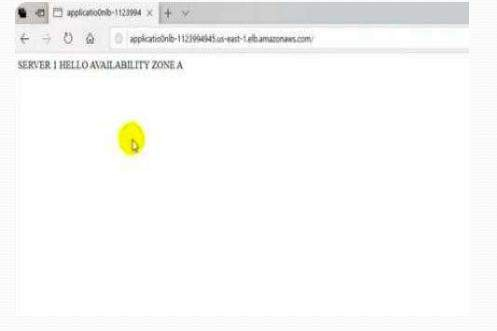 applicatio0nlb-1123994
applicatio0nlb-1123994945.us-east-1.elb.amazonaws.com/
SERVER 1 HELLO AVAILABILITY ZONE A